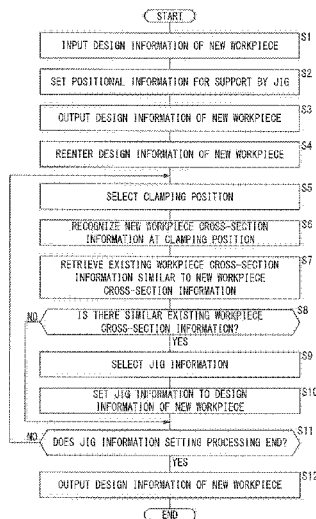 START
S1
INPUT DESIGN INFORMATION OF NEW WORKPIECE
S2
SET POSITIONAL INFORMATION FOR SUPPORT BY JIG
S3
OUTPUT DESIGN INFORMATION OF NEW WORKPIECE
S4
REENTER DESIGN INFORMATION OF NEW WORKPIECE
S5
SELECT CLAMPING POSITION
S6
RECOGNIZE NEW WORKPIECE CROSS-SECTION
INFORMATION AT CLAMPING POSITION
S7
RETRIEVE EXISTING WORKPIECE CROSS-SECTION
INFORMATION SIMILAR TO NEW WORKPIECE
CROSS-SECTION INFORMATION
S8
NO
IS THERE SIMILAR EXISTING WORKPIECE
CROSS-SECTION INFORMATION?
YES
S9
SELECT JIG INFORMATION
S10
SET JIG INFORMATION TO DESIGN
INFORMATION OF NEW WORKPIECE
S11
NO
DOES JIG INFORMATION SETTING PROCESSING END?
YES
S12
OUTPUT DESIGN INFORMATION OF NEW WORKPIECE
END